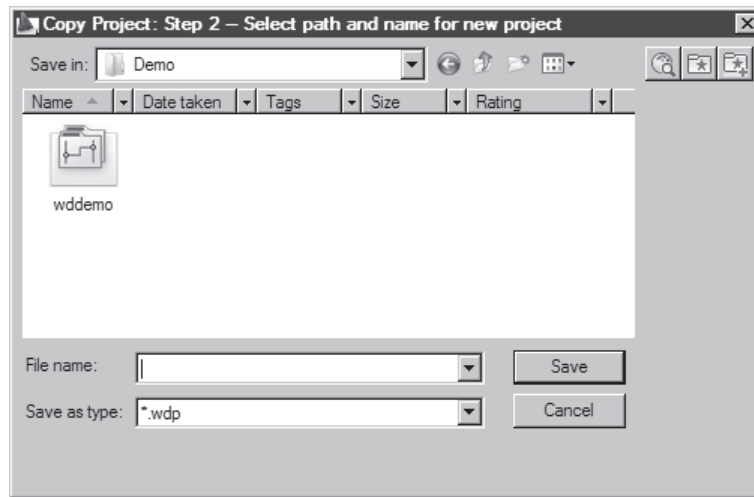 Copy Project: Step 2 – Select path and name for new project
Save in: Demo
Name Date taken Tags Size Rating
wddemo
File name: Save
Save as type: *.wdp Cancel